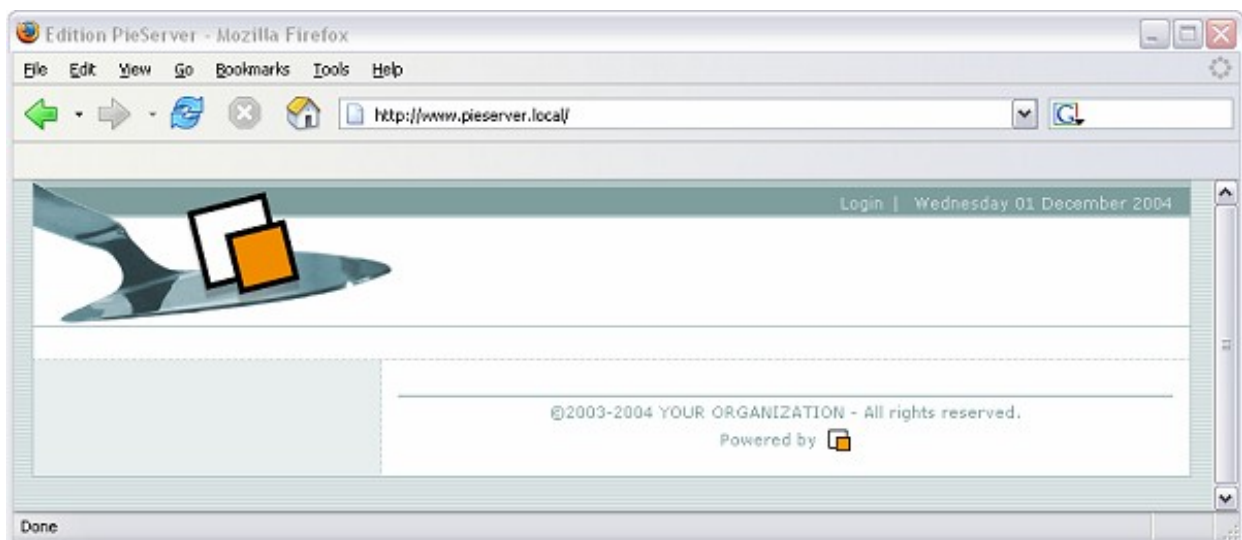 Edition PieServer - Mozilla Firefox
File Edit View Go Bookmarks Tools Help
http://www.pieserver.local/
G
Login | Wednesday 01 December 2004
©2003-2004 YOUR ORGANIZATION - All rights reserved.
Powered by
Done